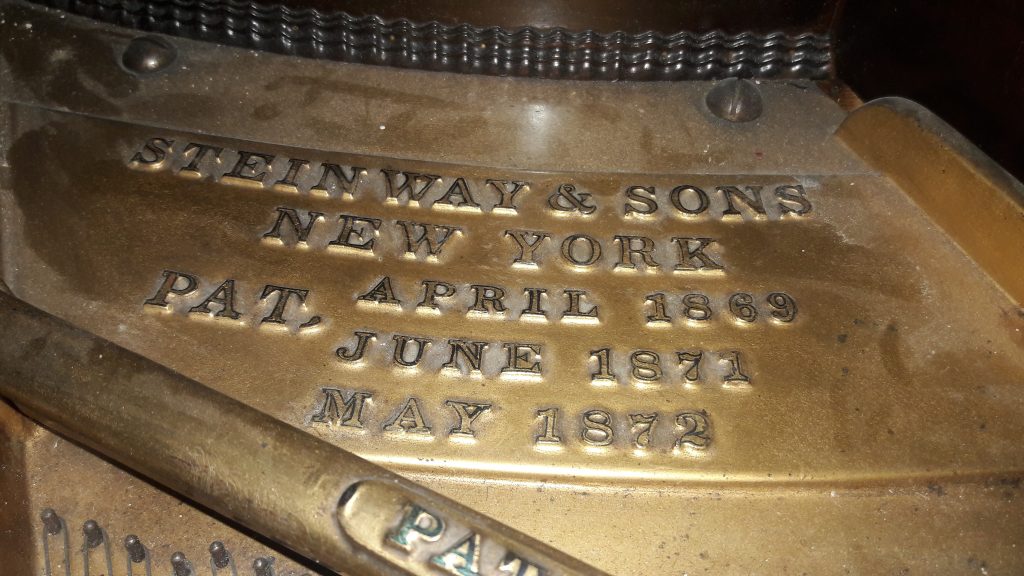 STEINWAY & SONS
NEW YORK
PAT, APRIL 1869
JUNE 1871
MAY 1872
PAT